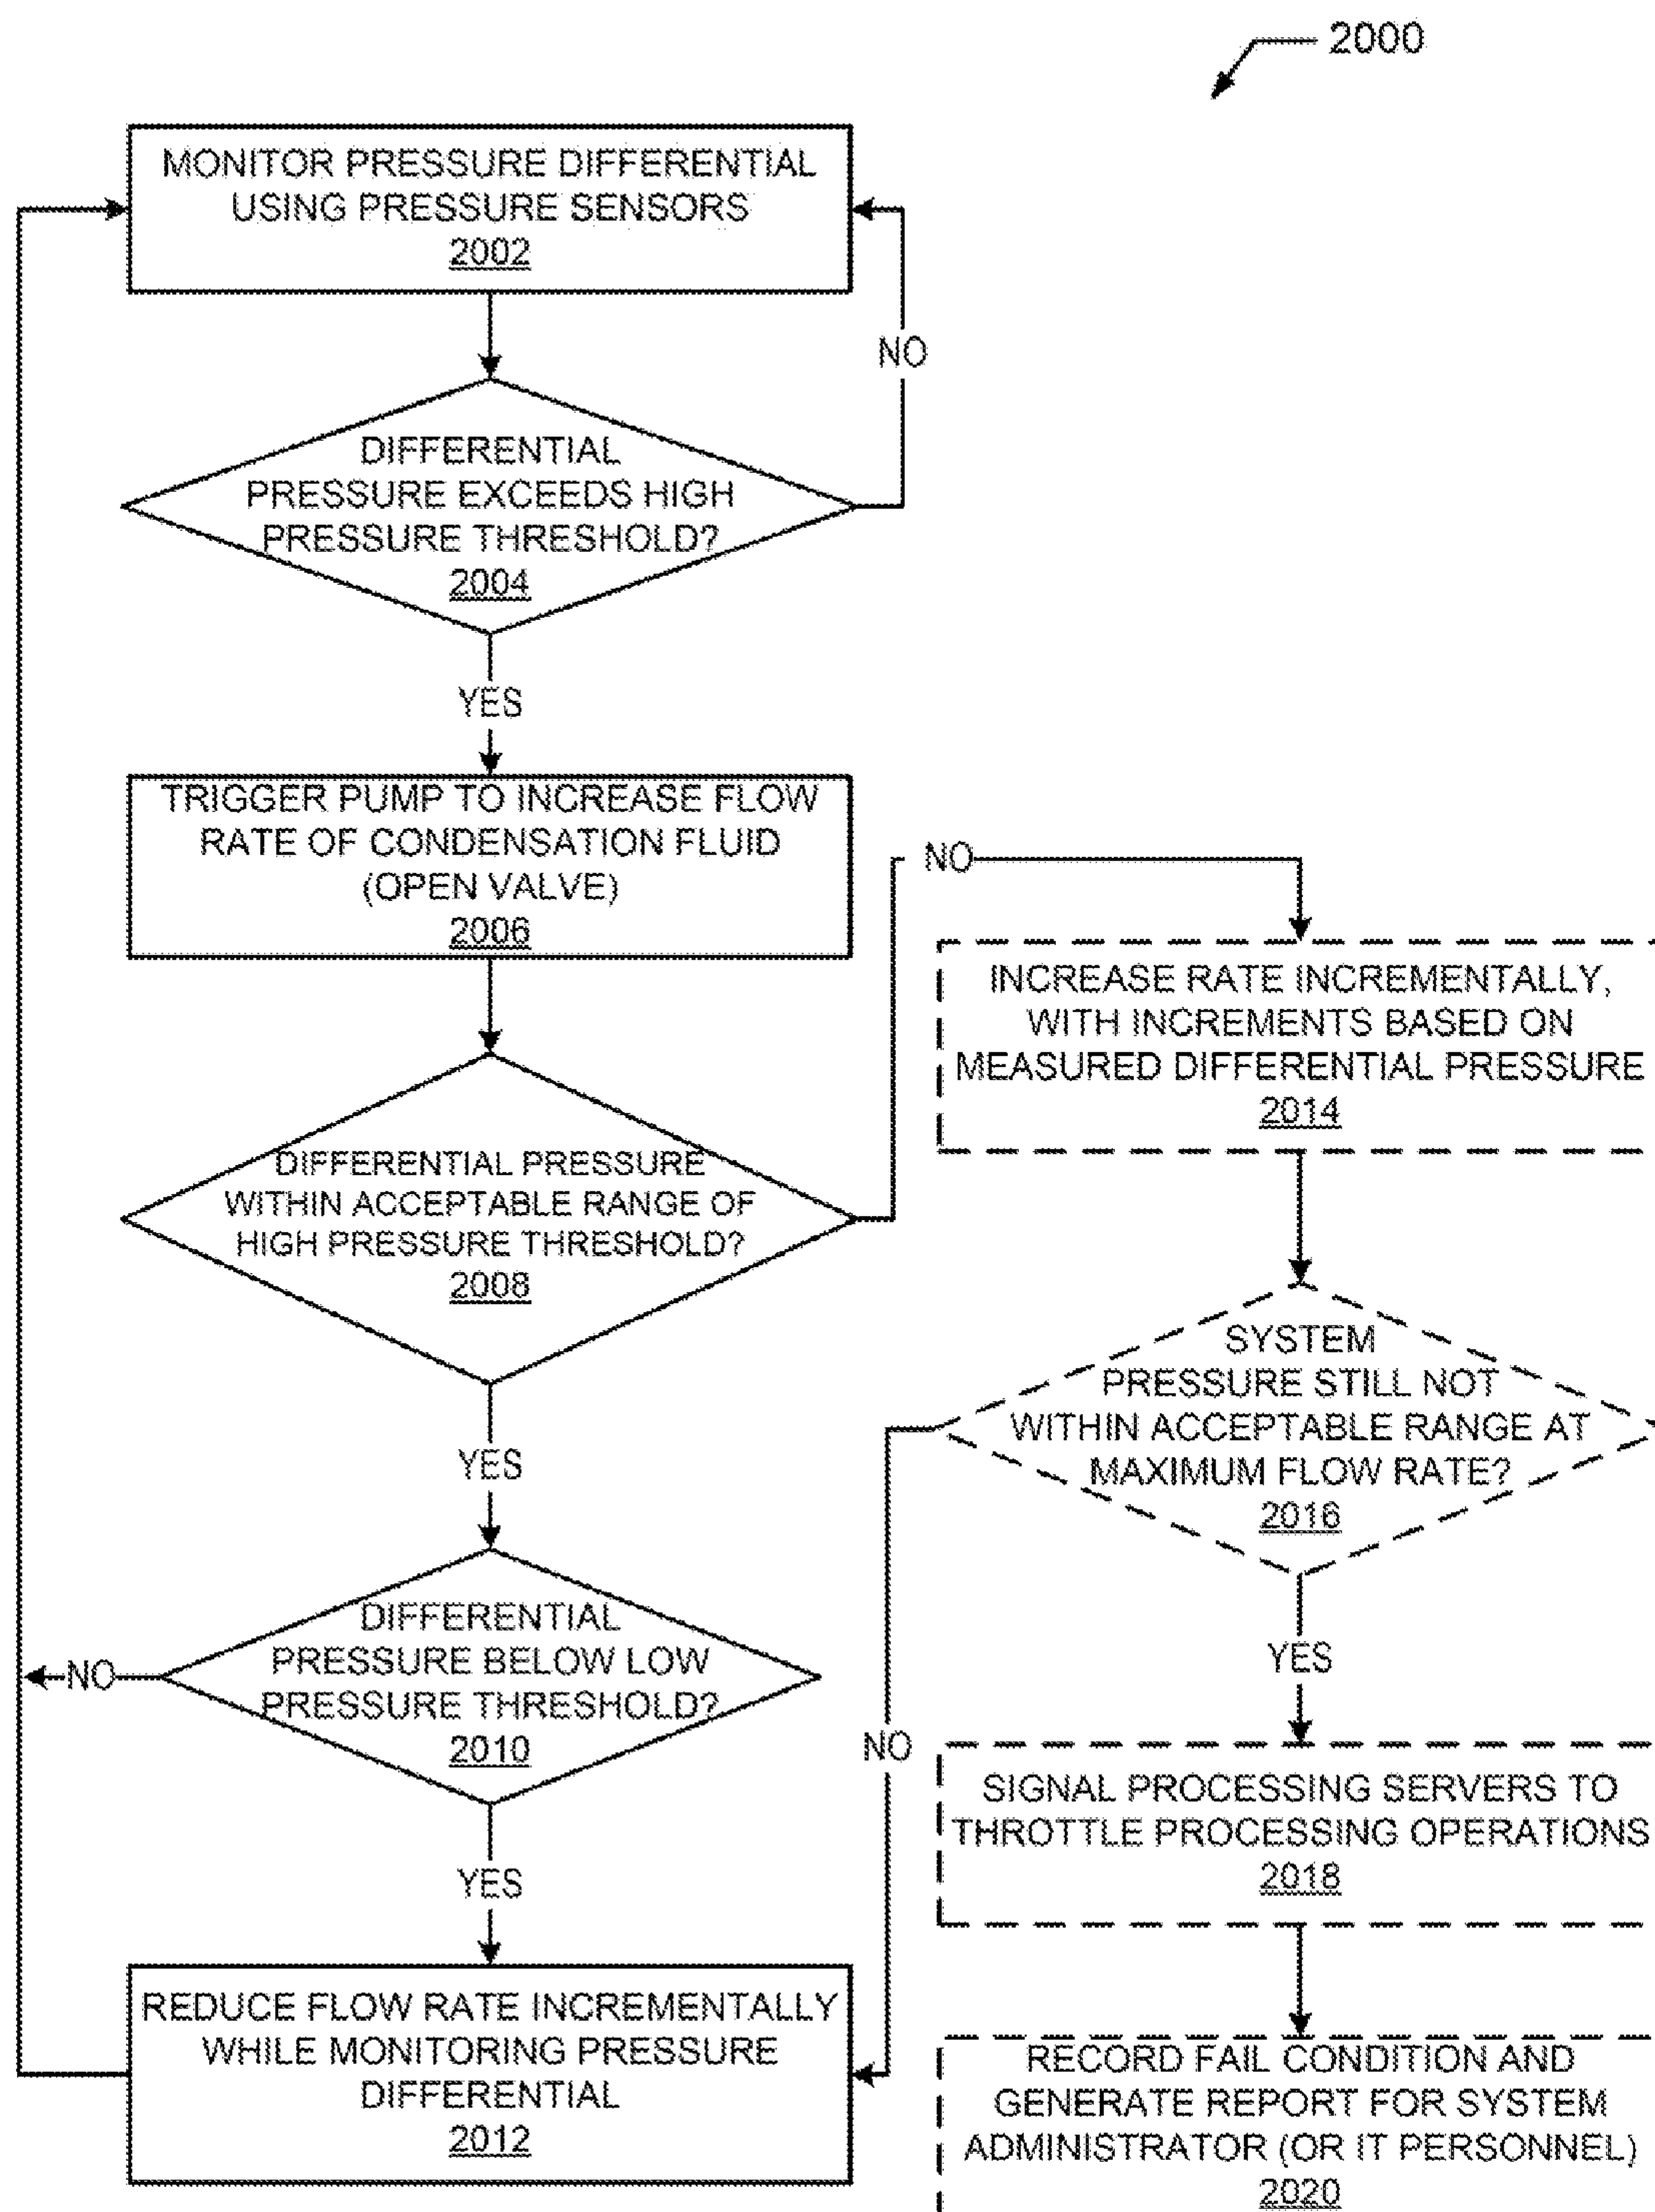 2000
MONITOR PRESSURE DIFFERENTIAL
USING PRESSURE SENSORS
2002
NO
DIFFERENTIAL
PRESSURE EXCEEDS HIGH
PRESSURE THRESHOLD?
2004
YES
TRIGGER PUMP TO INCREASE FLOW
RATE OF CONDENSATION FLUID
(OPEN VALVE)
2006
NO
INCREASE RATE INCREMENTALLY,
WITH INCREMENTS BASED ON
MEASURED DIFFERENTIAL PRESSURE
2014
DIFFERENTIAL PRESSURE
WITHIN ACCEPTABLE RANGE OF
HIGH PRESSURE THRESHOLD?
2008
SYSTEM
PRESSURE STILL NOT
WITHIN ACCEPTABLE RANGE AT
MAXIMUM FLOW RATE?
2016
YES
DIFFERENTIAL
PRESSURE BELOW LOW
PRESSURE THRESHOLD?
2010
NO
YES
NO
SIGNAL PROCESSING SERVERS TO
THROTTLE PROCESSING OPERATIONS
2018
YES
REDUCE FLOW RATE INCREMENTALLY
WHILE MONITORING PRESSURE
DIFFERENTIAL
2012
RECORD FAIL CONDITION AND
GENERATE REPORT FOR SYSTEM
ADMINISTRATOR (OR IT PERSONNEL)
2020